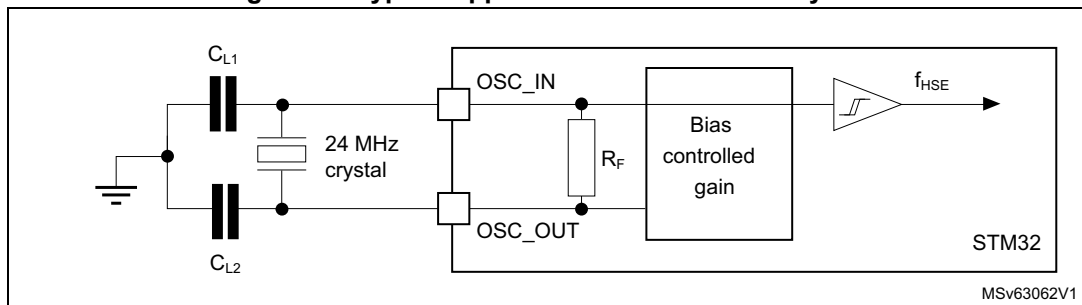 C_L1
OSC_IN
f_HSE
24 MHz
crystal
R_F
Bias
controlled
gain
OSC_OUT
STM32
C_L2
MSv63062V1